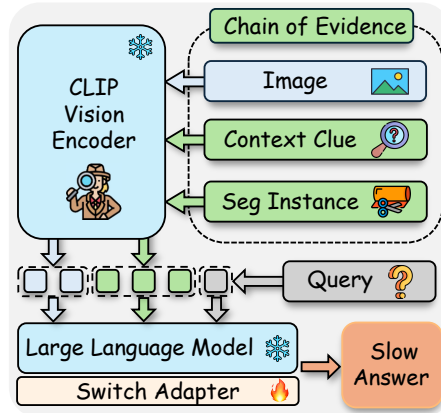 Chain of Evidence
CLIP
Vision
Encoder
Image
Context Clue
?
Seg Instance
Query ?
Large Language Model
Switch Adapter
Slow
Answer